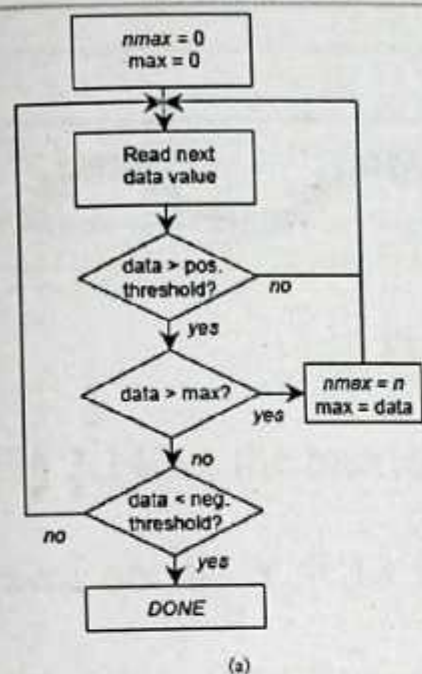 nmax = 0
max = 0
Read next
data value
data > pos.
threshold?
no
yes
data > max?
yes
nmax = n
max = data
no
data < neg.
threshold?
no
yes
DONE
(a)